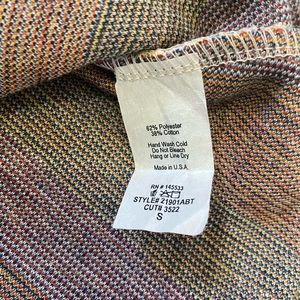 62% Polyester
38% Cotton
Hand Wash Cold
Do Not Bleach
Hang or Line Dry
Made in U.S.A.
RN # 145533
STYLE# 21901ABT
CUT# 3522
S